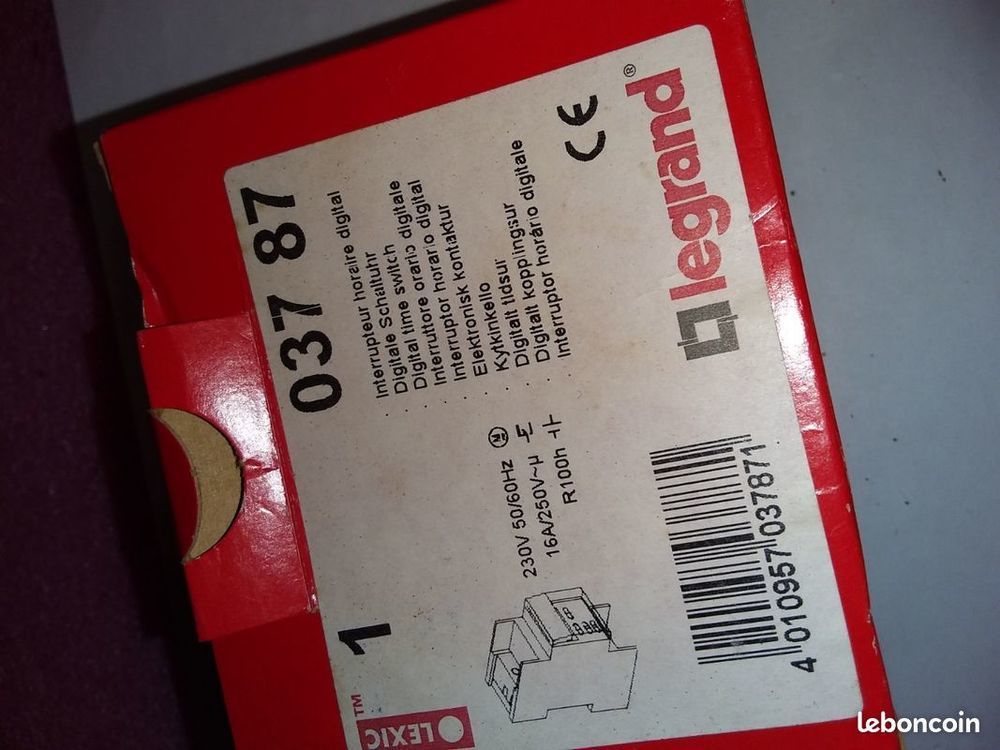 LEXIC™
1
037 87
Interrupteur horaire digital
Digitale Schaltuhr
Digital time switch
Interruttore orario digitale
Interruptor horario digital
Elektronisk kontaktur
Kytkinkello
Digitalt tidsur
Digitalt kopplingsur
Interruptor horário digitale
230V 50/60Hz M
16A/250V~µ
R100h
CE
4 010957 037871
legrand®
leboncoin